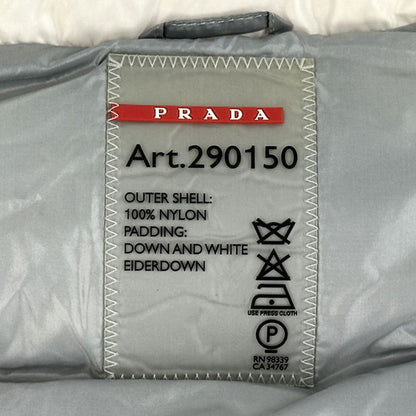 PRADA
Art.290150
OUTER SHELL:
100% NYLON
PADDING:
DOWN AND WHITE
EIDERDOWN
USE PRESS CLOTH
P
RN 98339
CA 34767